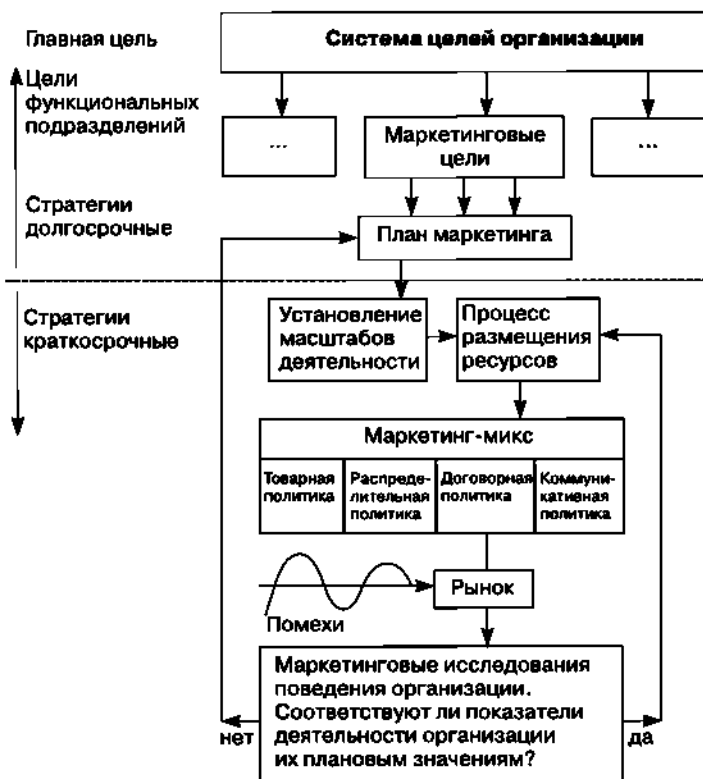 Главная цель
Система целей организации
Цели
функциональных
подразделений
...
Маркетинговые
цели
...
Стратегии
долгосрочные
План маркетинга
Стратегии
краткосрочные
Установление
масштабов
деятельности
Процесс
размещения
ресурсов
Маркетинг-микс
Товарная
политика
Распреде-
лительная
политика
Договорная
политика
Коммуни-
кативная
политика
Рынок
Помехи
Маркетинговые исследования
поведения организации.
Соответствуют ли показатели
деятельности организации
их плановым значениям?
нет
да